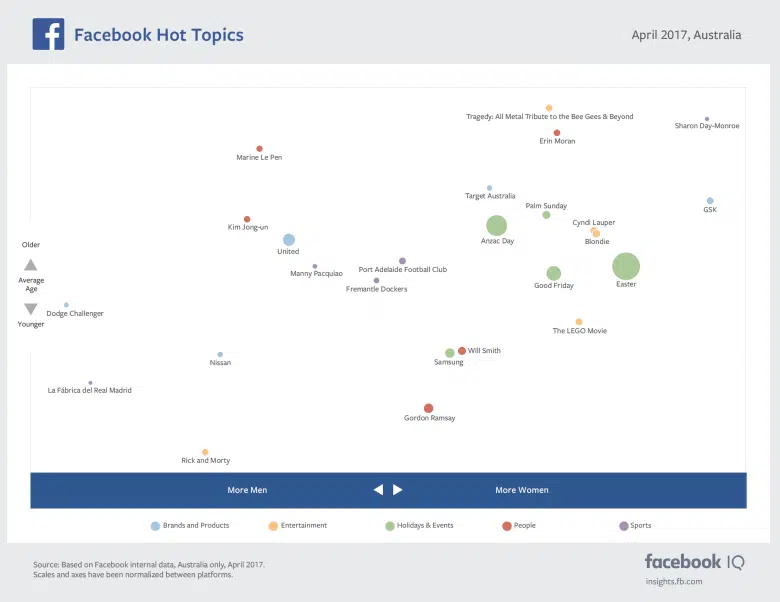 f
Facebook Hot Topics
April 2017, Australia
Tragedy: All Metal Tribute to the Bee Gees & Beyond
Sharon Day-Monroe
Erin Moran
Marine Le Pen
Target Australia
Palm Sunday
GSK
Kim Jong-un
Cyndi Lauper
Anzac Day
Blondie
Older
United
Manny Pacquiao
Port Adelaide Football Club
Average
Age
Fremantle Dockers
Good Friday
Easter
Dodge Challenger
Younger
The LEGO Movie
Nissan
Will Smith
Samsung
La Fábrica del Real Madrid
Gordon Ramsay
Rick and Morty
More Men
More Women
Brands and Products
Entertainment
Holidays & Events
People
Sports
Source: Based on Facebook internal data, Australia only, April 2017.
Scales and axes have been normalized between platforms.
facebook IQ
insights.fb.com